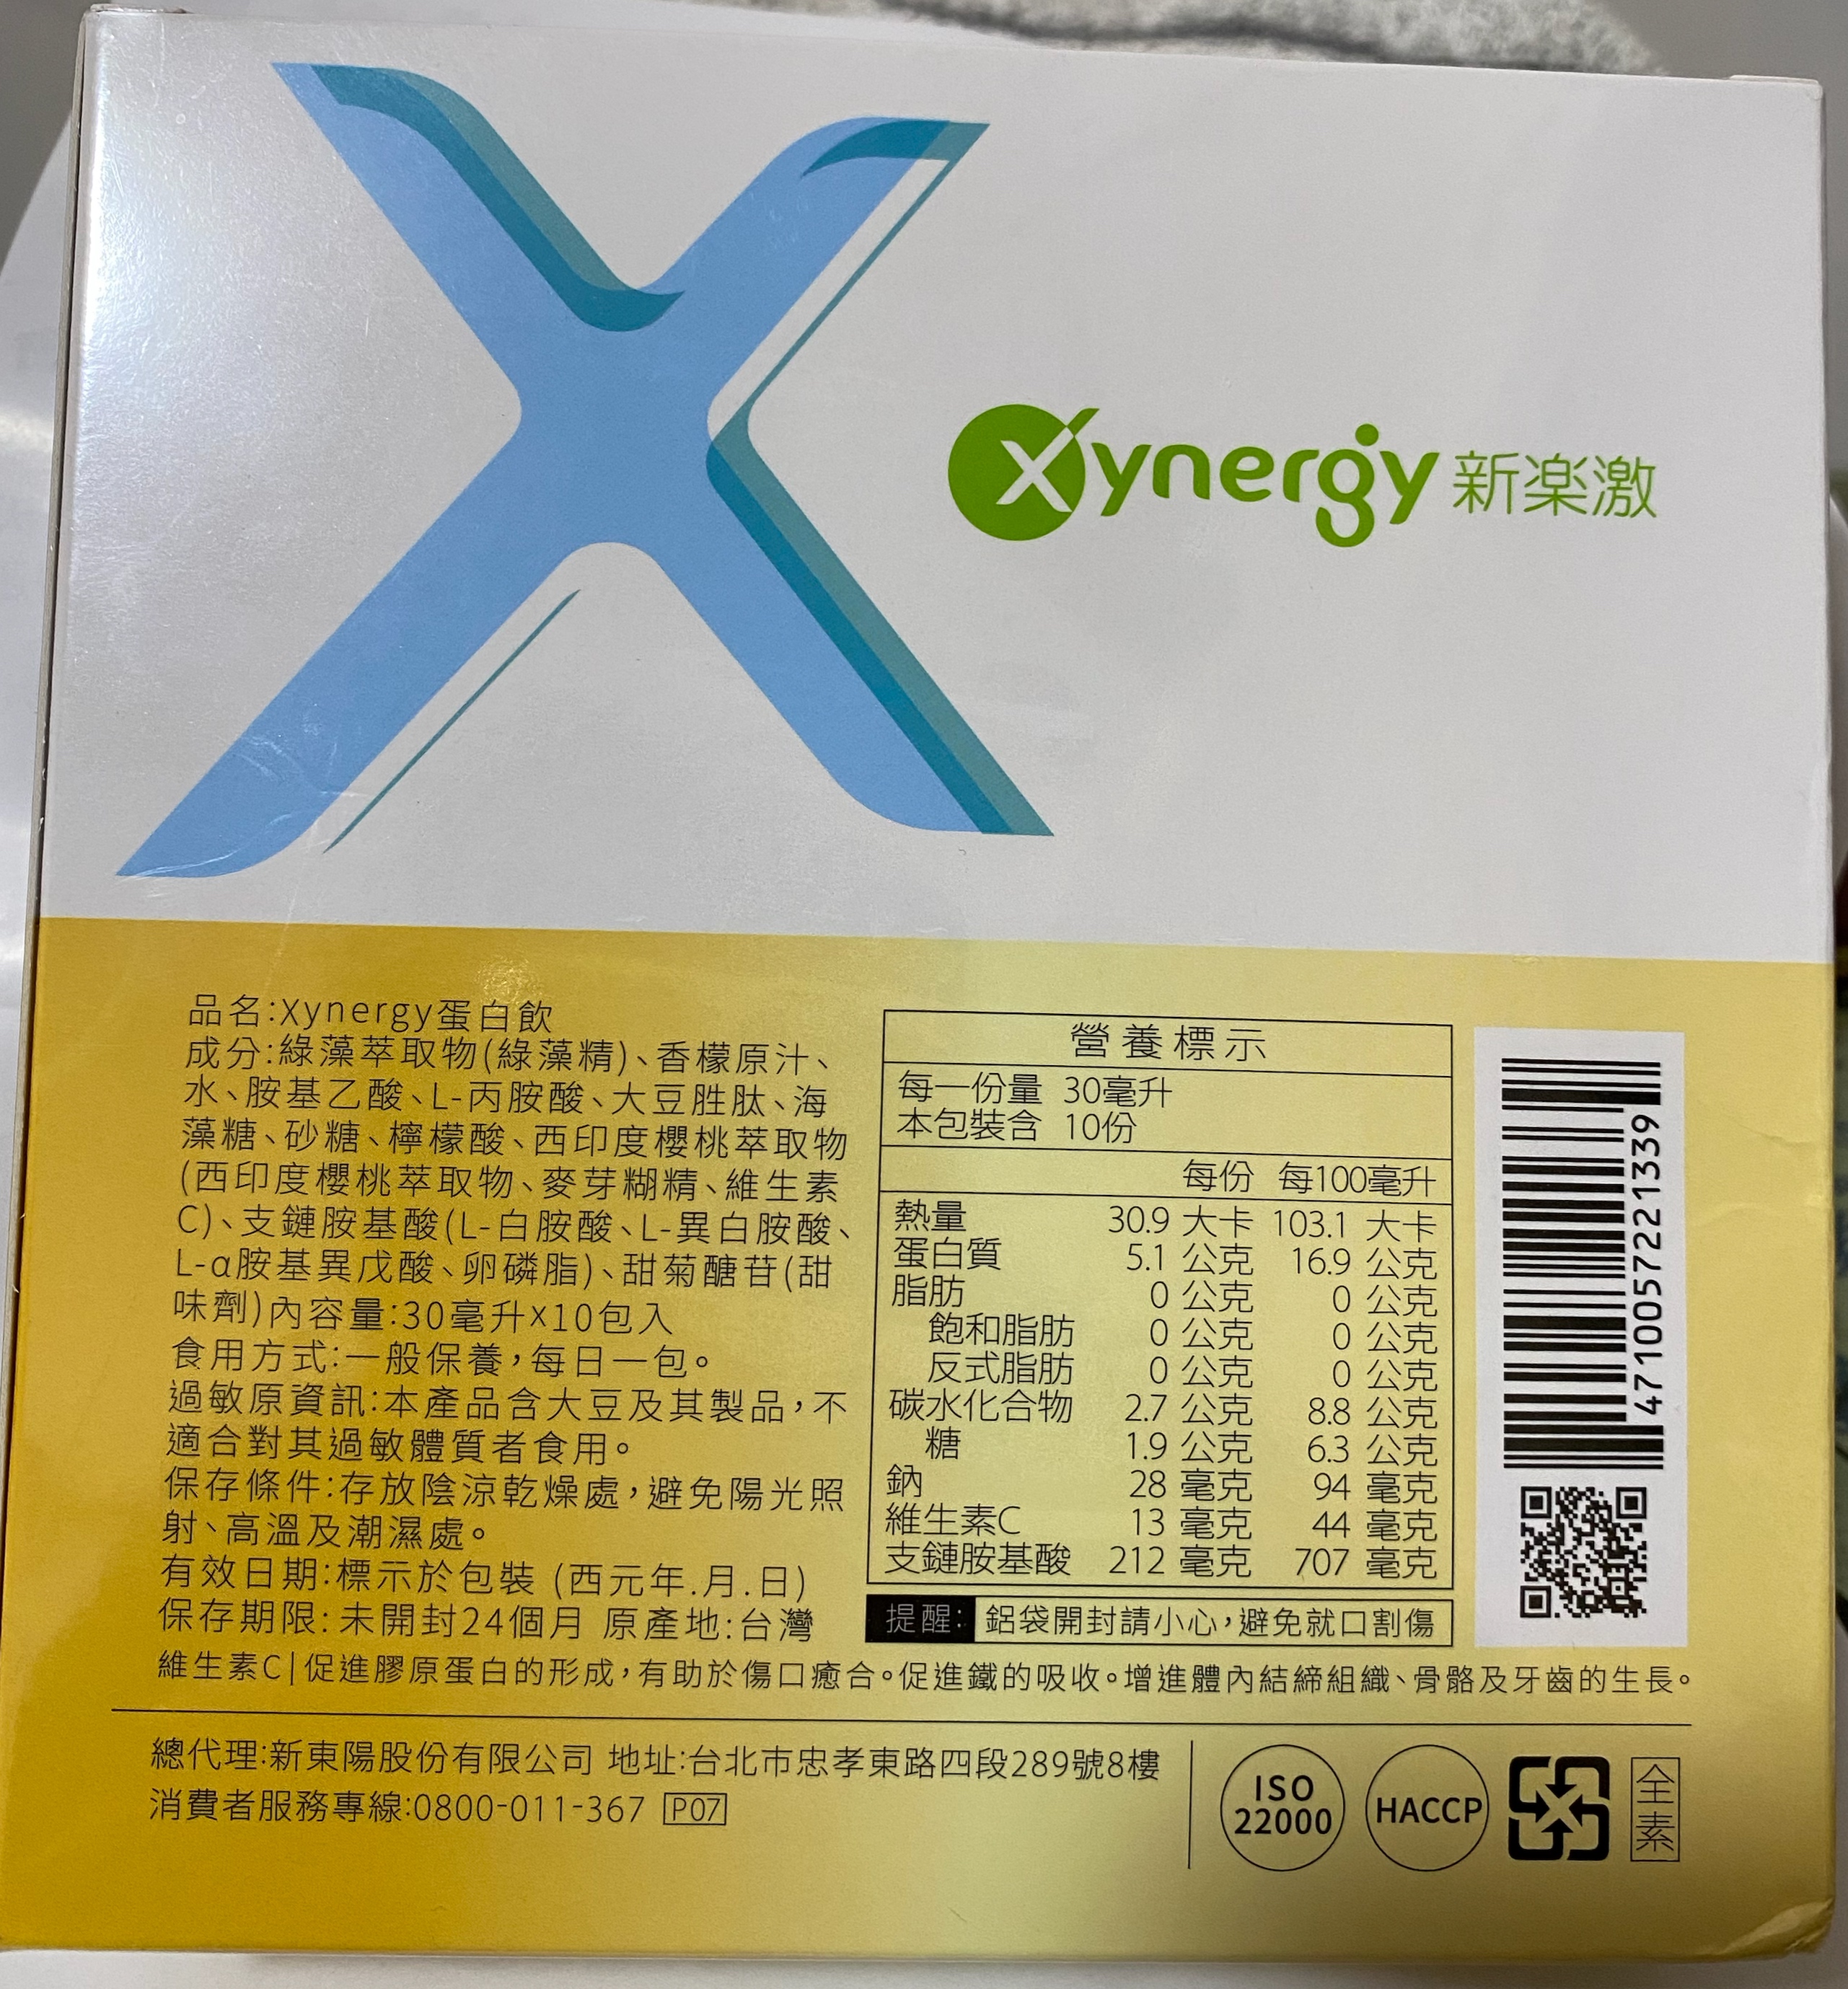 xynergy 新楽激
品名:Xynergy蛋白飲
成分:綠藻萃取物(綠藻精)、香檬原汁、
水、胺基乙酸、L-丙胺酸、大豆胜肽、海
藻糖、砂糖、檸檬酸、西印度櫻桃萃取物
(西印度櫻桃萃取物、麥芽糊精、維生素
C)、支鏈胺基酸(L-白胺酸、L-異白胺酸、
L-α胺基異戊酸、卵磷脂)、甜菊醣苷(甜
味劑)內容量:30毫升x10包入
食用方式:一般保養,每日一包。
過敏原資訊:本產品含大豆及其製品,不
適合對其過敏體質者食用。
保存條件:存放陰涼乾燥處,避免陽光照
射、高溫及潮濕處。
有效日期:標示於包裝 (西元年.月.日)
保存期限: 未開封24個月 原產地:台灣
維生素C|促進膠原蛋白的形成,有助於傷口癒合。促進鐵的吸收。增進體內結締組織、骨骼及牙齒的生長。
營養標示
每一份量 30毫升
本包裝含 10份
每份 每100毫升
熱量 30.9 大卡 103.1 大卡
蛋白質 5.1 公克 16.9 公克
脂肪 0 公克 0 公克
飽和脂肪 0 公克 0 公克
反式脂肪 0 公克 0 公克
碳水化合物 2.7 公克 8.8 公克
糖 1.9 公克 6.3 公克
鈉 28 毫克 94 毫克
維生素C 13 毫克 44 毫克
支鏈胺基酸 212 毫克 707 毫克
提醒: 鋁袋開封請小心,避免就口割傷
4710057221339
總代理:新東陽股份有限公司 地址:台北市忠孝東路四段289號8樓
消費者服務專線:0800-011-367 P07
ISO
22000
HACCP
全素